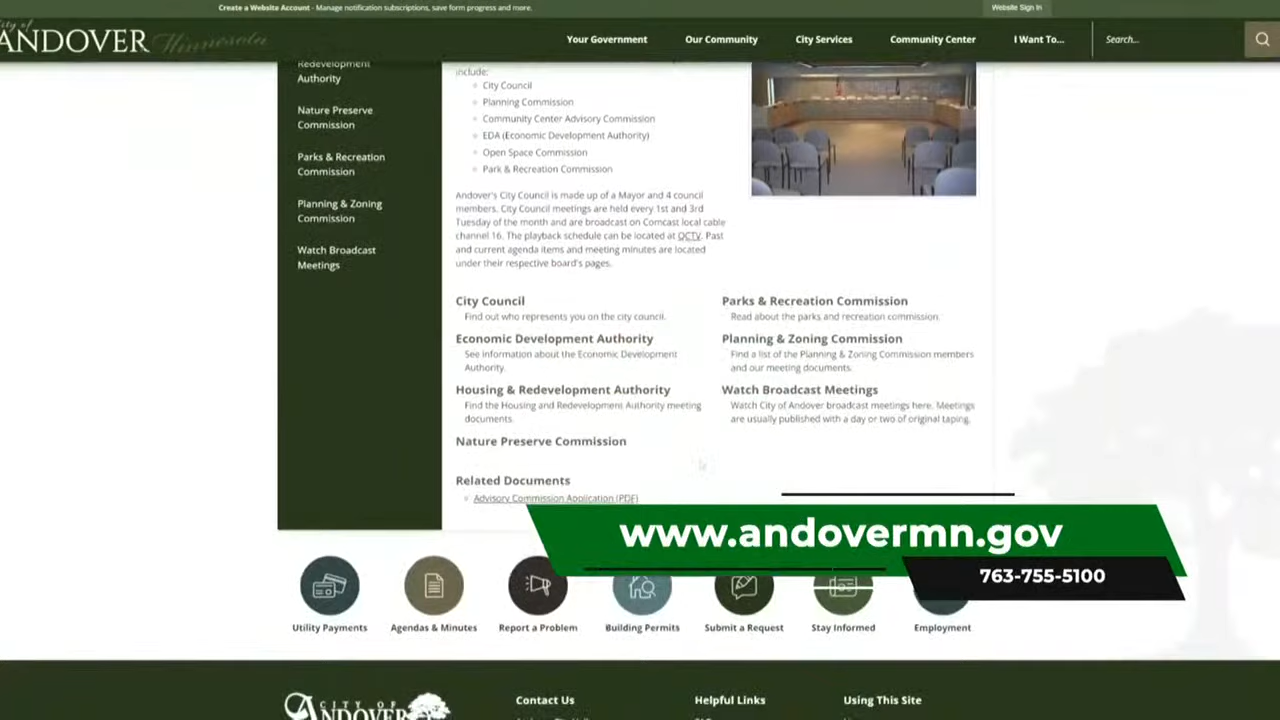 Create a Website Account - Manage notification subscriptions, save form progress and more.
Website Sign In
City of
ANDOVER Minnesota
Your Government
Our Community
City Services
Community Center
I Want To...
Search...
Redevelopment
Authority
Nature Preserve
Commission
Parks & Recreation
Commission
Planning & Zoning
Commission
Watch Broadcast
Meetings
include:
City Council
Planning Commission
Community Center Advisory Commission
EDA (Economic Development Authority)
Open Space Commission
Park & Recreation Commission
Andover's City Council is made up of a Mayor and 4 council
members. City Council meetings are held every 1st and 3rd
Tuesday of the month and are broadcast on Comcast local cable
channel 16. The playback schedule can be located at QCTV. Past
and current agenda items and meeting minutes are located
under their respective board's pages.
City Council
Find out who represents you on the city council.
Economic Development Authority
See information about the Economic Development
Authority.
Housing & Redevelopment Authority
Find the Housing and Redevelopment Authority meeting
documents.
Nature Preserve Commission
Parks & Recreation Commission
Read about the parks and recreation commission.
Planning & Zoning Commission
Find a list of the Planning & Zoning Commission members
and our meeting documents.
Watch Broadcast Meetings
Watch City of Andover broadcast meetings here. Meetings
are usually published with a day or two of original taping.
Related Documents
Advisory Commission Application (PDF)
www.andovermn.gov
763-755-5100
Utility Payments
Agendas & Minutes
Report a Problem
Building Permits
Submit a Request
Stay Informed
Employment
CITY OF
ANDOVER
Contact Us
Helpful Links
Using This Site